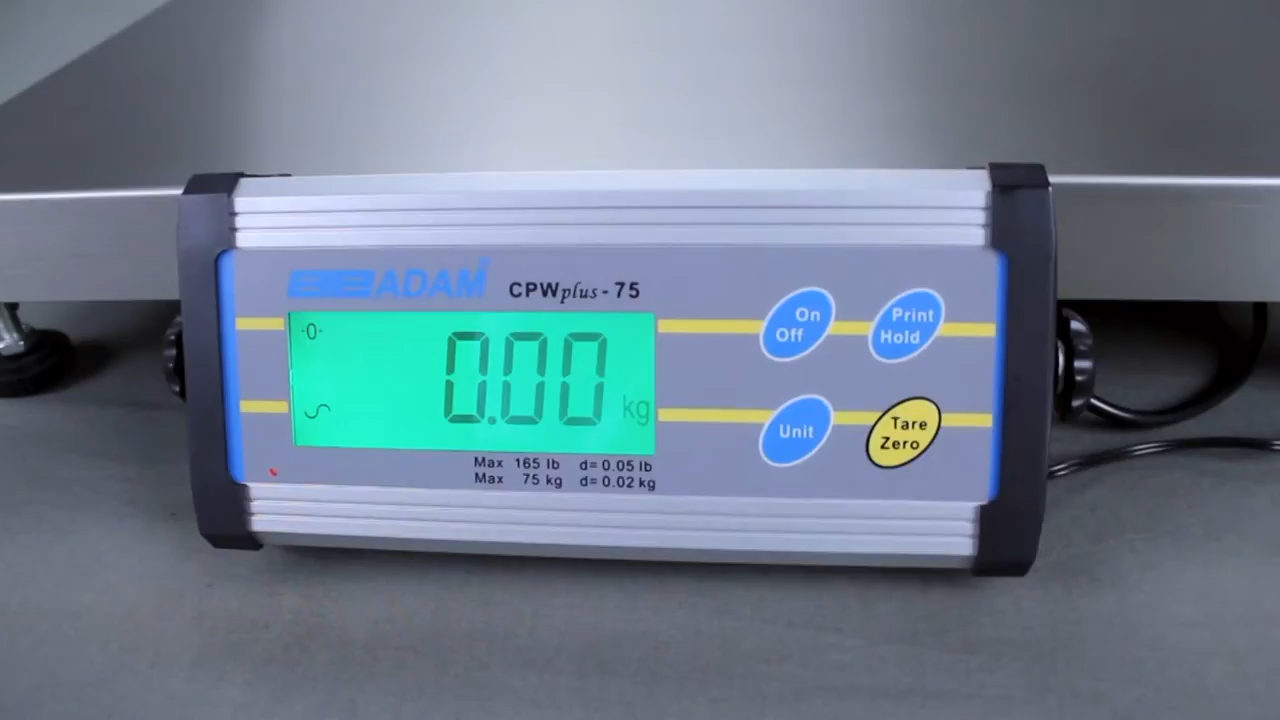 ADAM
CPWplus-75
-0-
0.00 kg
On
Off
Print
Hold
Unit
Tare
Zero
Max 165 lb d= 0.05 lb
Max 75 kg d= 0.02 kg